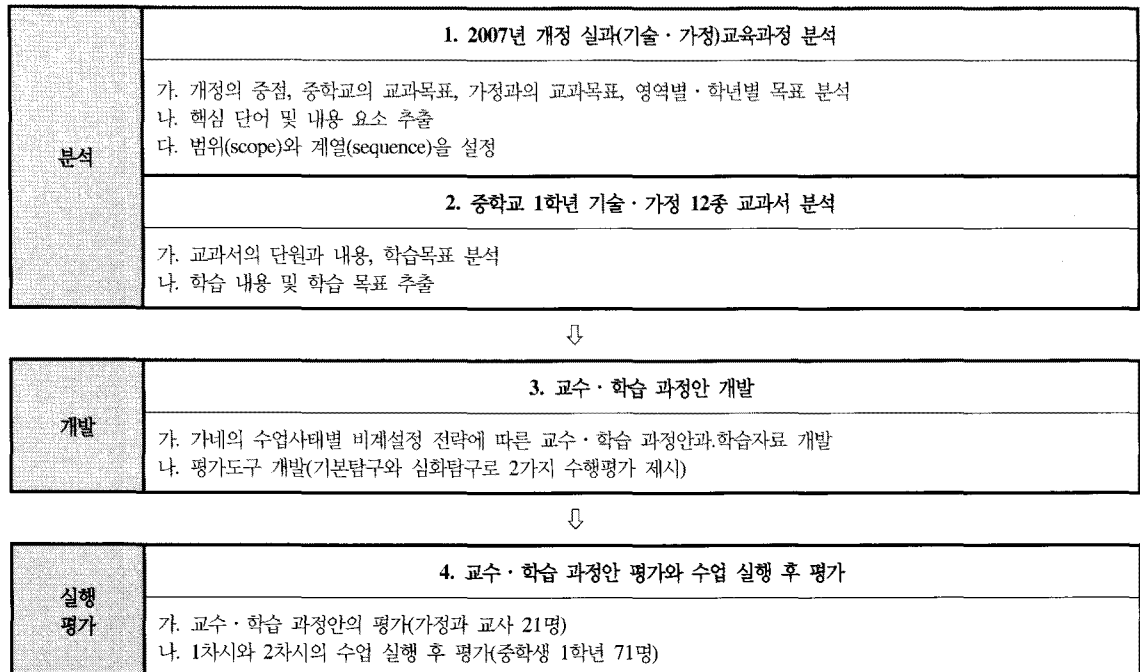 분석
1. 2007년 개정 실과(기술 · 가정)교육과정 분석
가. 개정의 중점, 중학교의 교과목표, 가정과의 교과목표, 영역별 · 학년별 목표 분석
나. 핵심 단어 및 내용 요소 추출
다. 범위(scope)와 계열(sequence)을 설정
2. 중학교 1학년 기술 · 가정 12종 교과서 분석
가. 교과서의 단원과 내용, 학습목표 분석
나. 학습 내용 및 학습 목표 추출
⇩
개발
3. 교수 · 학습 과정안 개발
가. 가네의 수업사태별 비계설정 전략에 따른 교수 · 학습 과정안과.학습자료 개발
나. 평가도구 개발(기본탐구와 심화탐구로 2가지 수행평가 제시)
⇩
실행
평가
4. 교수 · 학습 과정안 평가와 수업 실행 후 평가
가. 교수 · 학습 과정안의 평가(가정과 교사 21명)
나. 1차시와 2차시의 수업 실행 후 평가(중학생 1학년 71명)